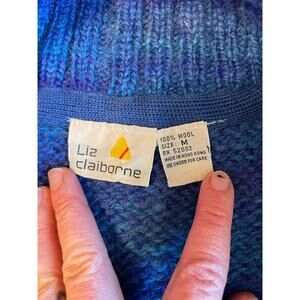 Liz
claiborne
100% WOOL
SIZE: M
RN 52002
MADE IN HONG KONG
SEE UNDER FOR CARE